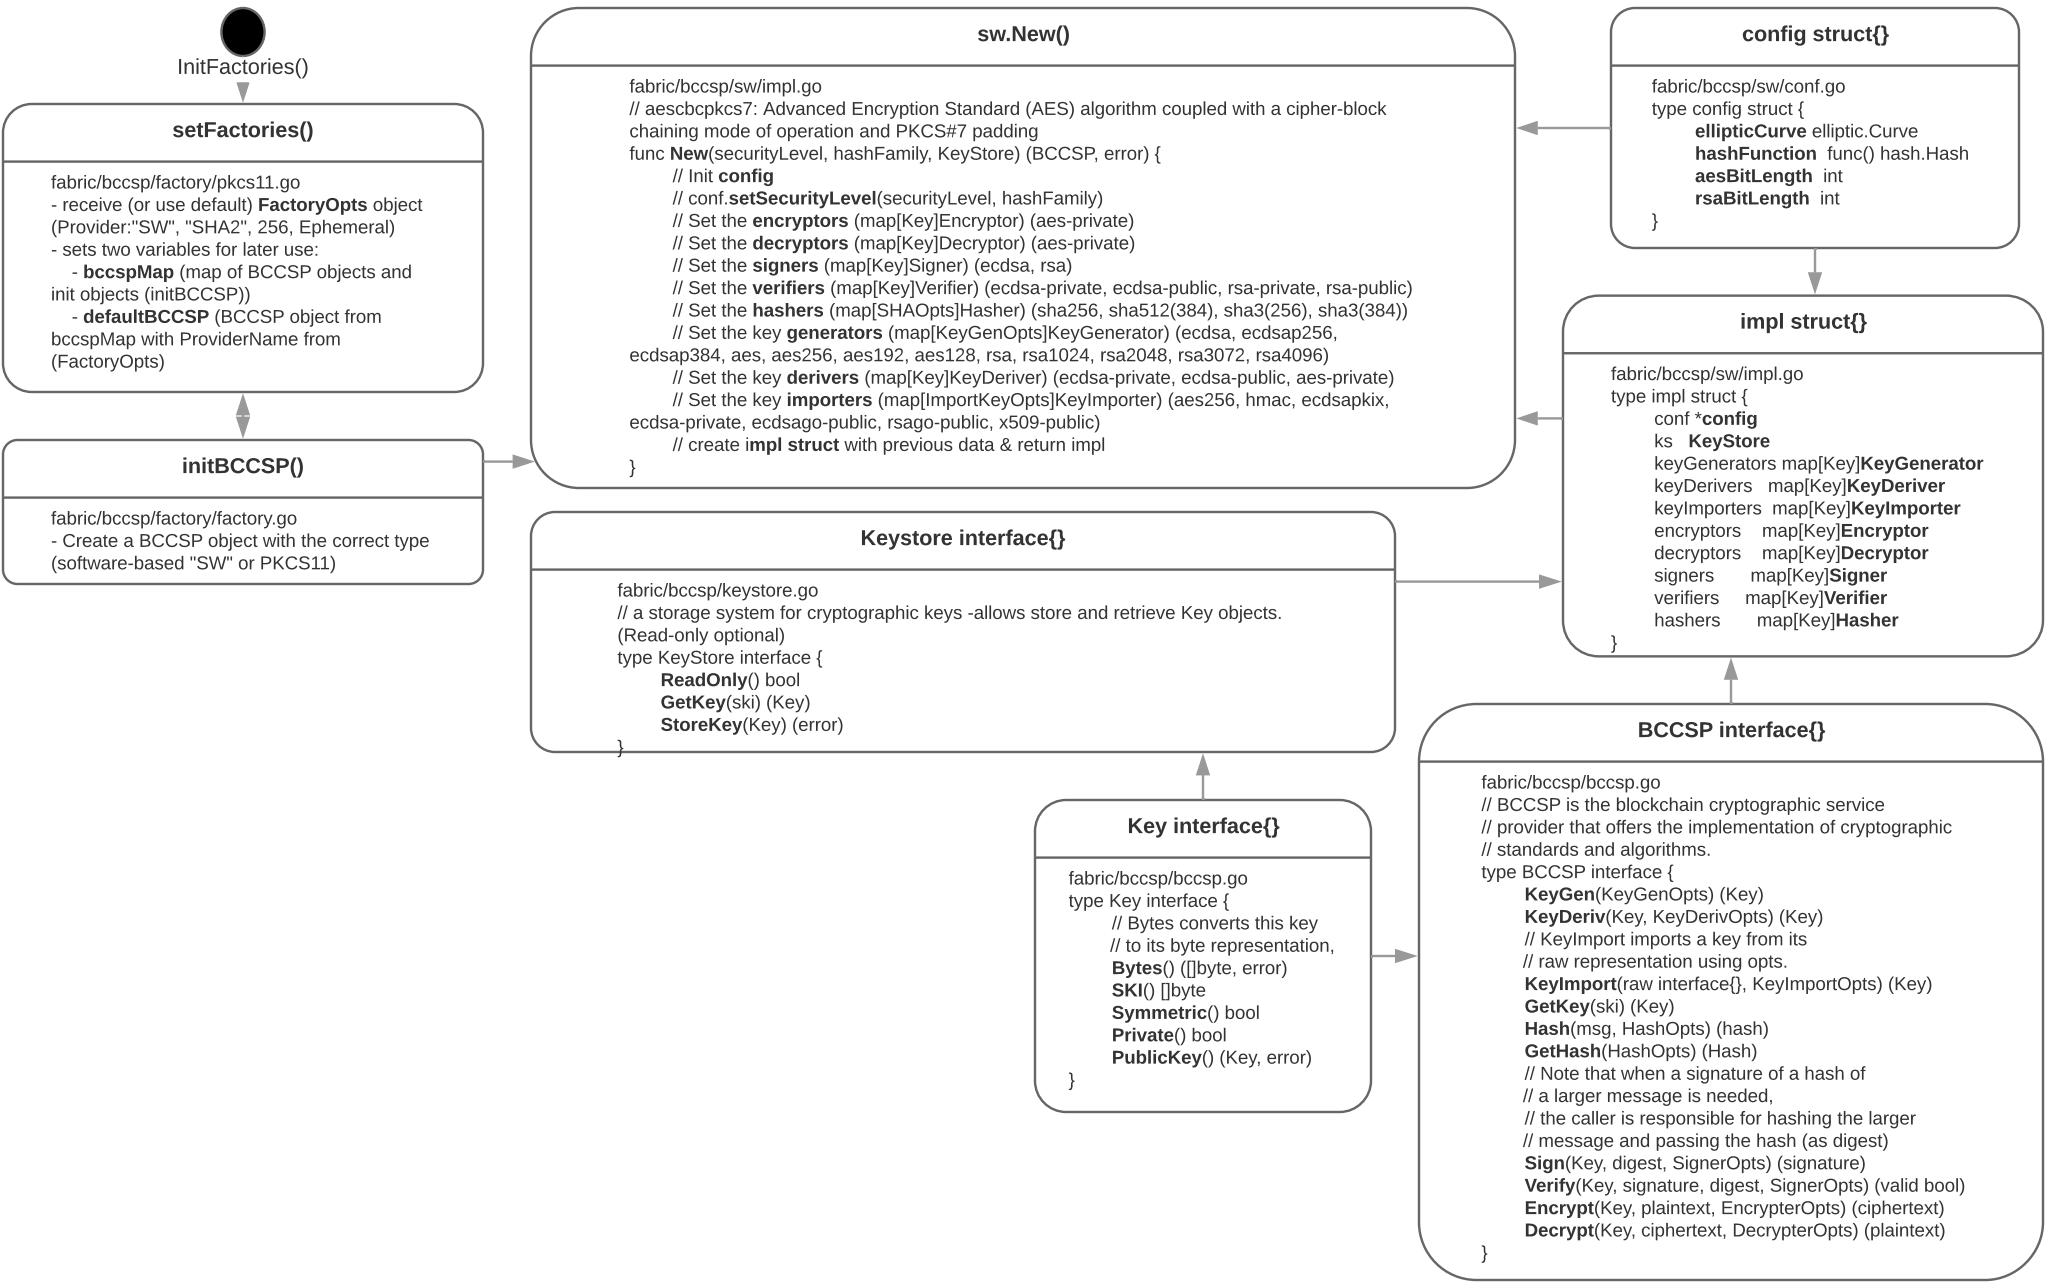 InitFactories()
setFactories()
fabric/bccsp/factory/pkcs11.go
- receive (or use default) FactoryOpts object
(Provider:"SW", "SHA2", 256, Ephemeral)
- sets two variables for later use:
- bccspMap (map of BCCSP objects and
init objects (initBCCSP))
- defaultBCCSP (BCCSP object from
bccspMap with ProviderName from
(FactoryOpts)
initBCCSP()
fabric/bccsp/factory/factory.go
- Create a BCCSP object with the correct type
(software-based "SW" or PKCS11)
sw.New()
fabric/bccsp/sw/impl.go
// aescbcpkcs7: Advanced Encryption Standard (AES) algorithm coupled with a cipher-block
chaining mode of operation and PKCS#7 padding
func New(securityLevel, hashFamily, KeyStore) (BCCSP, error) {
// Init config
// conf.setSecurityLevel(securityLevel, hashFamily)
// Set the encryptors (map[Key]Encryptor) (aes-private)
// Set the decryptors (map[Key]Decryptor) (aes-private)
// Set the signers (map[Key]Signer) (ecdsa, rsa)
// Set the verifiers (map[Key]Verifier) (ecdsa-private, ecdsa-public, rsa-private, rsa-public)
// Set the hashers (map[SHAOpts]Hasher) (sha256, sha512(384), sha3(256), sha3(384))
// Set the key generators (map[KeyGenOpts]KeyGenerator) (ecdsa, ecdsap256,
ecdsap384, aes, aes256, aes192, aes128, rsa, rsa1024, rsa2048, rsa3072, rsa4096)
// Set the key derivers (map[Key]KeyDeriver) (ecdsa-private, ecdsa-public, aes-private)
// Set the key importers (map[ImportKeyOpts]KeyImporter) (aes256, hmac, ecdsapkix,
ecdsa-private, ecdsago-public, rsago-public, x509-public)
// create impl struct with previous data & return impl
}
config struct{}
fabric/bccsp/sw/conf.go
type config struct {
ellipticCurve elliptic.Curve
hashFunction func() hash.Hash
aesBitLength int
rsaBitLength int
}
impl struct{}
fabric/bccsp/sw/impl.go
type impl struct {
conf *config
ks KeyStore
keyGenerators map[Key]KeyGenerator
keyDerivers map[Key]KeyDeriver
keyImporters map[Key]KeyImporter
encryptors map[Key]Encryptor
decryptors map[Key]Decryptor
signers map[Key]Signer
verifiers map[Key]Verifier
hashers map[Key]Hasher
}
Keystore interface{}
fabric/bccsp/keystore.go
// a storage system for cryptographic keys -allows store and retrieve Key objects.
(Read-only optional)
type KeyStore interface {
ReadOnly() bool
GetKey(ski) (Key)
StoreKey(Key) (error)
}
Key interface{}
fabric/bccsp/bccsp.go
type Key interface {
// Bytes converts this key
// to its byte representation,
Bytes() ([]byte, error)
SKI() []byte
Symmetric() bool
Private() bool
PublicKey() (Key, error)
}
BCCSP interface{}
fabric/bccsp/bccsp.go
// BCCSP is the blockchain cryptographic service
// provider that offers the implementation of cryptographic
// standards and algorithms.
type BCCSP interface {
KeyGen(KeyGenOpts) (Key)
KeyDeriv(Key, KeyDerivOpts) (Key)
// KeyImport imports a key from its
// raw representation using opts.
KeyImport(raw interface{}, KeyImportOpts) (Key)
GetKey(ski) (Key)
Hash(msg, HashOpts) (hash)
GetHash(HashOpts) (Hash)
// Note that when a signature of a hash of
// a larger message is needed,
// the caller is responsible for hashing the larger
// message and passing the hash (as digest)
Sign(Key, digest, SignerOpts) (signature)
Verify(Key, signature, digest, SignerOpts) (valid bool)
Encrypt(Key, plaintext, EncrypterOpts) (ciphertext)
Decrypt(Key, ciphertext, DecrypterOpts) (plaintext)
}